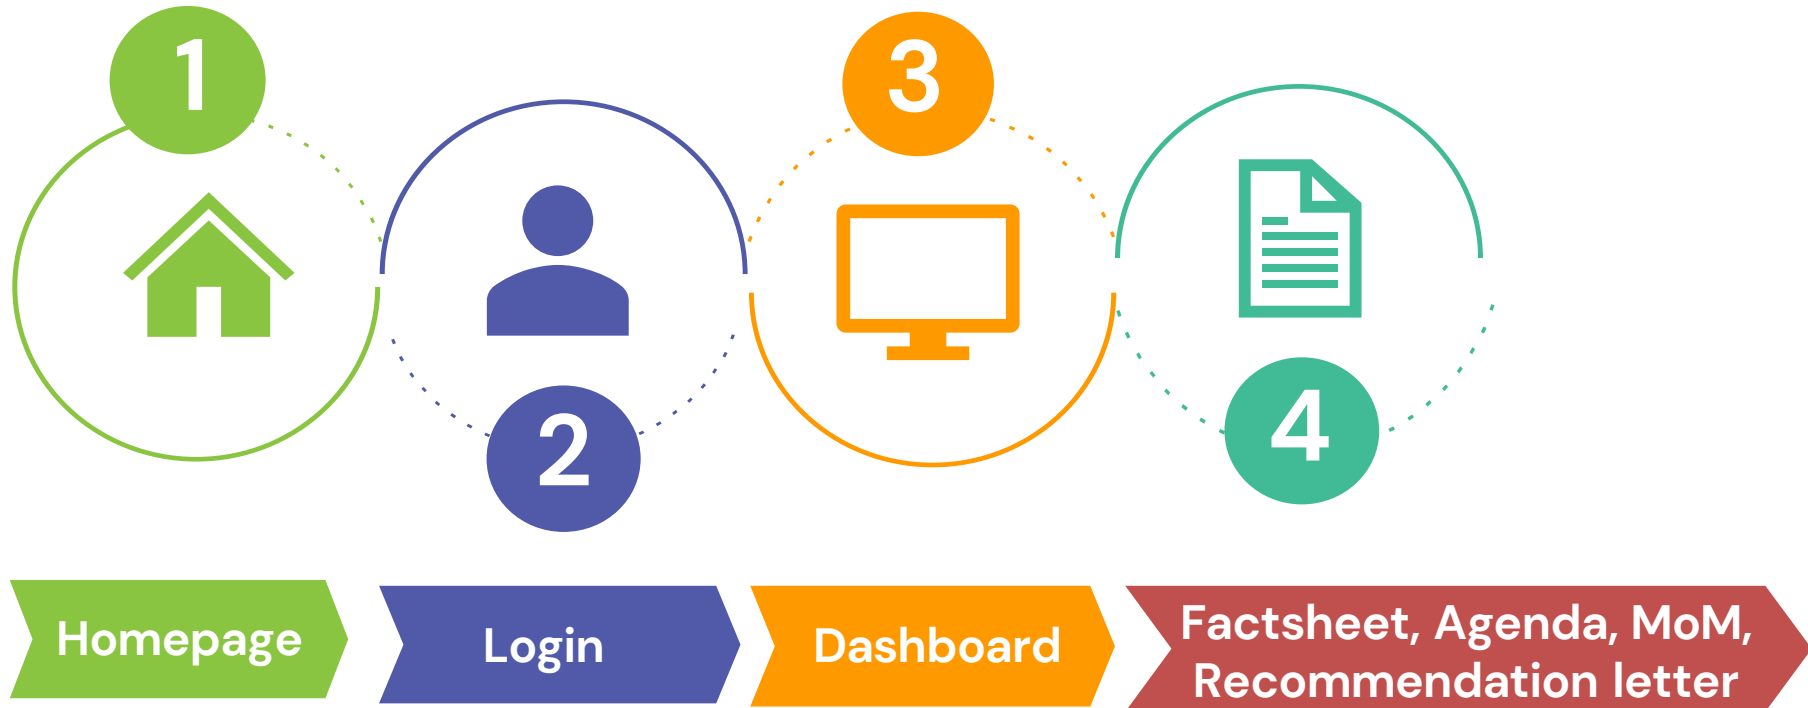 1
2
3
4
Homepage
Login
Dashboard
Factsheet, Agenda, MoM,
Recommendation letter